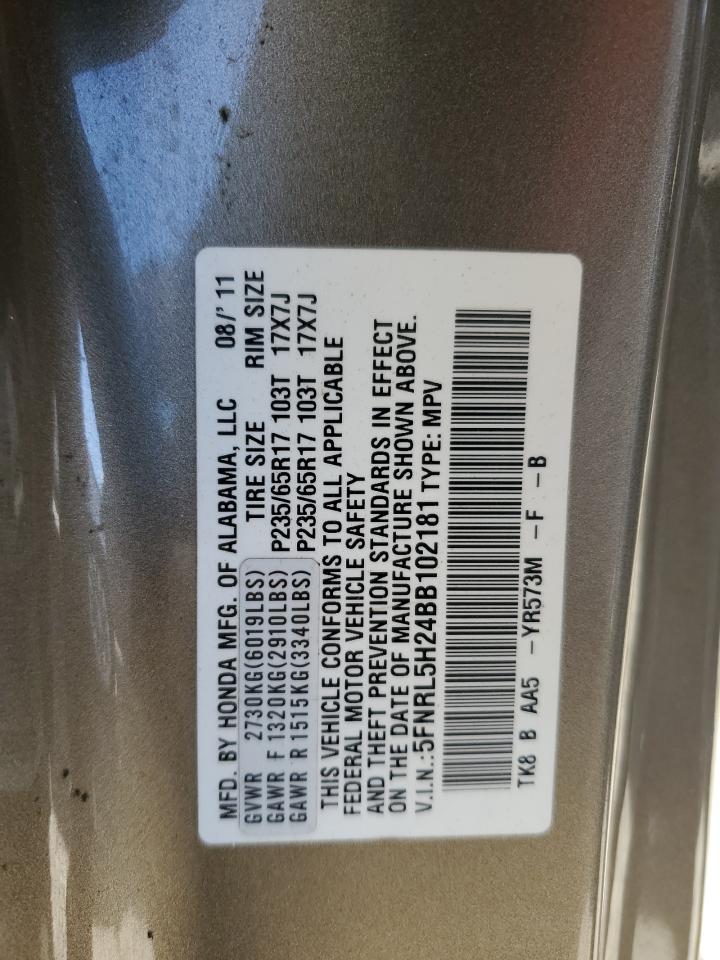 MFD. BY HONDA MFG. OF ALABAMA, LLC 08/' 11
GVWR 2730KG(6019LBS) TIRE SIZE RIM SIZE
GAWR F 1320KG(2910LBS) P235/65R17 103T 17X7J
GAWR R 1515KG(3340LBS) P235/65R17 103T 17X7J
THIS VEHICLE CONFORMS TO ALL APPLICABLE
FEDERAL MOTOR VEHICLE SAFETY
AND THEFT PREVENTION STANDARDS IN EFFECT
ON THE DATE OF MANUFACTURE SHOWN ABOVE.
V.I.N.:5FNRL5H24BB102181 TYPE: MPV
TK8 B AA5 -YR573M -F -B